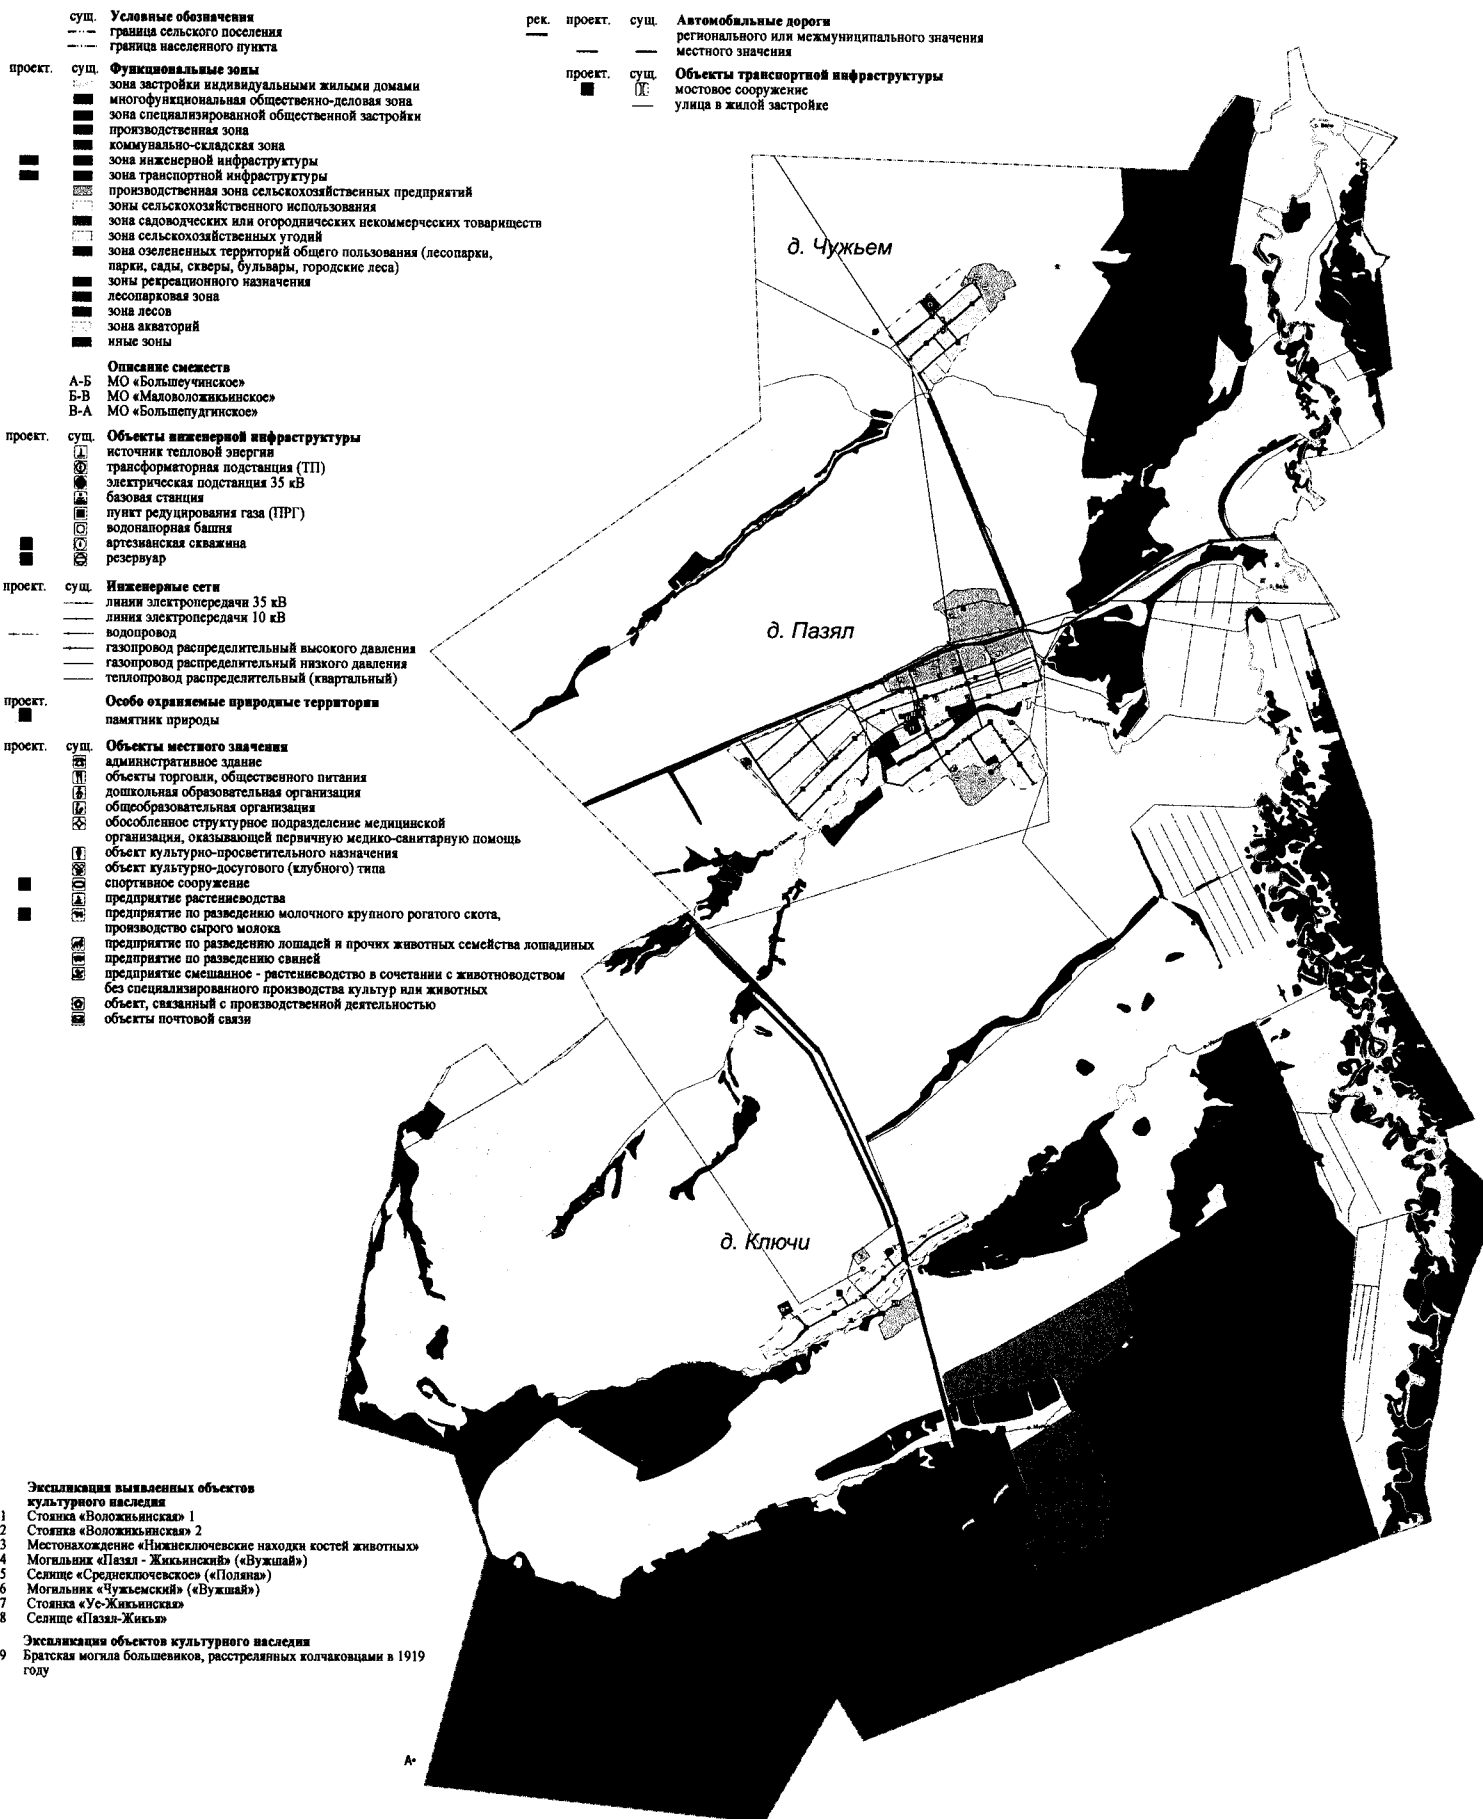 сущ. Условные обозначения
граница сельского поселения
граница населенного пункта
проект. сущ. Функциональные зоны
зона застройки индивидуальными жилыми домами
многофункциональная общественно-деловая зона
зона специализированной общественной застройки
производственная зона
коммунально-складская зона
зона инженерной инфраструктуры
зона транспортной инфраструктуры
производственная зона сельскохозяйственных предприятий
зоны сельскохозяйственного использования
зона садоводческих или огороднических некоммерческих товариществ
зона сельскохозяйственных угодий
зона озелененных территорий общего пользования (лесопарки,
парки, сады, скверы, бульвары, городские леса)
зоны рекреационного назначения
лесопарковая зона
зона лесов
зона акваторий
иные зоны
Описание смежеств
А-Б МО «Большеучинское»
Б-В МО «Маловоложикьинское»
В-А МО «Большепудгинское»
проект. сущ. Объекты инженерной инфраструктуры
источник тепловой энергии
трансформаторная подстанция (ТП)
электрическая подстанция 35 кВ
базовая станция
пункт редуцирования газа (ПРГ)
водонапорная башня
артезианская скважина
резервуар
проект. сущ. Инженерные сети
линии электропередачи 35 кВ
линия электропередачи 10 кВ
водопровод
газопровод распределительный высокого давления
газопровод распределительный низкого давления
теплопровод распределительный (квартальный)
проект. Особо охраняемые природные территории
памятник природы
проект. сущ. Объекты местного значения
административное здание
объекты торговли, общественного питания
дошкольная образовательная организация
общеобразовательная организация
обособленное структурное подразделение медицинской
организации, оказывающей первичную медико-санитарную помощь
объект культурно-просветительного назначения
объект культурно-досугового (клубного) типа
спортивное сооружение
предприятие растениеводства
предприятие по разведению молочного крупного рогатого скота,
производство сырого молока
предприятие по разведению лошадей и прочих животных семейства лошадиных
предприятие по разведению свиней
предприятие смешанное - растениеводство в сочетании с животноводством
без специализированного производства культур или животных
объект, связанный с производственной деятельностью
объекты почтовой связи
рек. проект. сущ. Автомобильные дороги
регионального или межмуниципального значения
местного значения
проект. сущ. Объекты транспортной инфраструктуры
мостовое сооружение
улица в жилой застройке
Б
д. Чужьем
д. Пазял
д. Ключи
Экспликация выявленных объектов
культурного наследия
1 Стоянка «Воложикьинская» 1
2 Стоянка «Воложикьинская» 2
3 Местонахождение «Нижнеключевские находки костей животных»
4 Могильник «Пазял - Жикьинский» («Вужшай»)
5 Селище «Среднеключевское» («Поляна»)
6 Могильник «Чужьемский» («Вужшай»)
7 Стоянка «Уе-Жикьинская»
8 Селище «Пазял-Жикья»
Экспликация объектов культурного наследия
9 Братская могила большевиков, расстрелянных колчаковцами в 1919
году
А